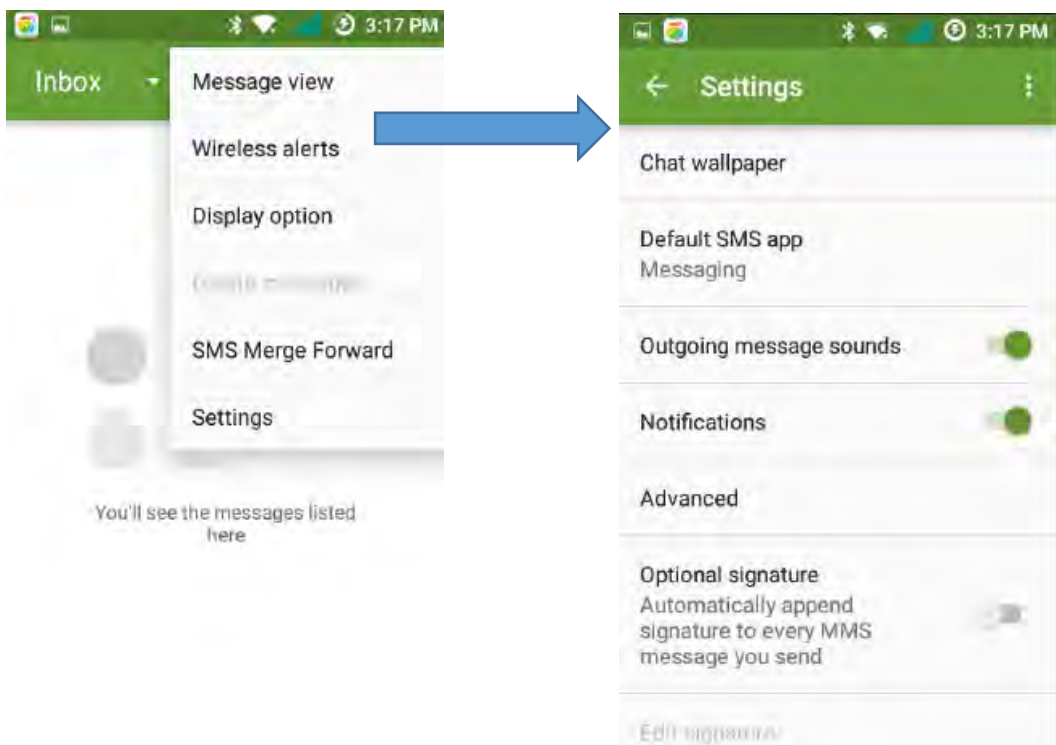 3:17 PM
Inbox
Message view
Wireless alerts
Display option
SMS Merge Forward
Settings
You'll see the messages listed
here
3:17 PM
Settings
Chat wallpaper
Default SMS app
Messaging
Outgoing message sounds
Notifications
Advanced
Optional signature
Automatically append
signature to every MMS
message you send
Edit signature